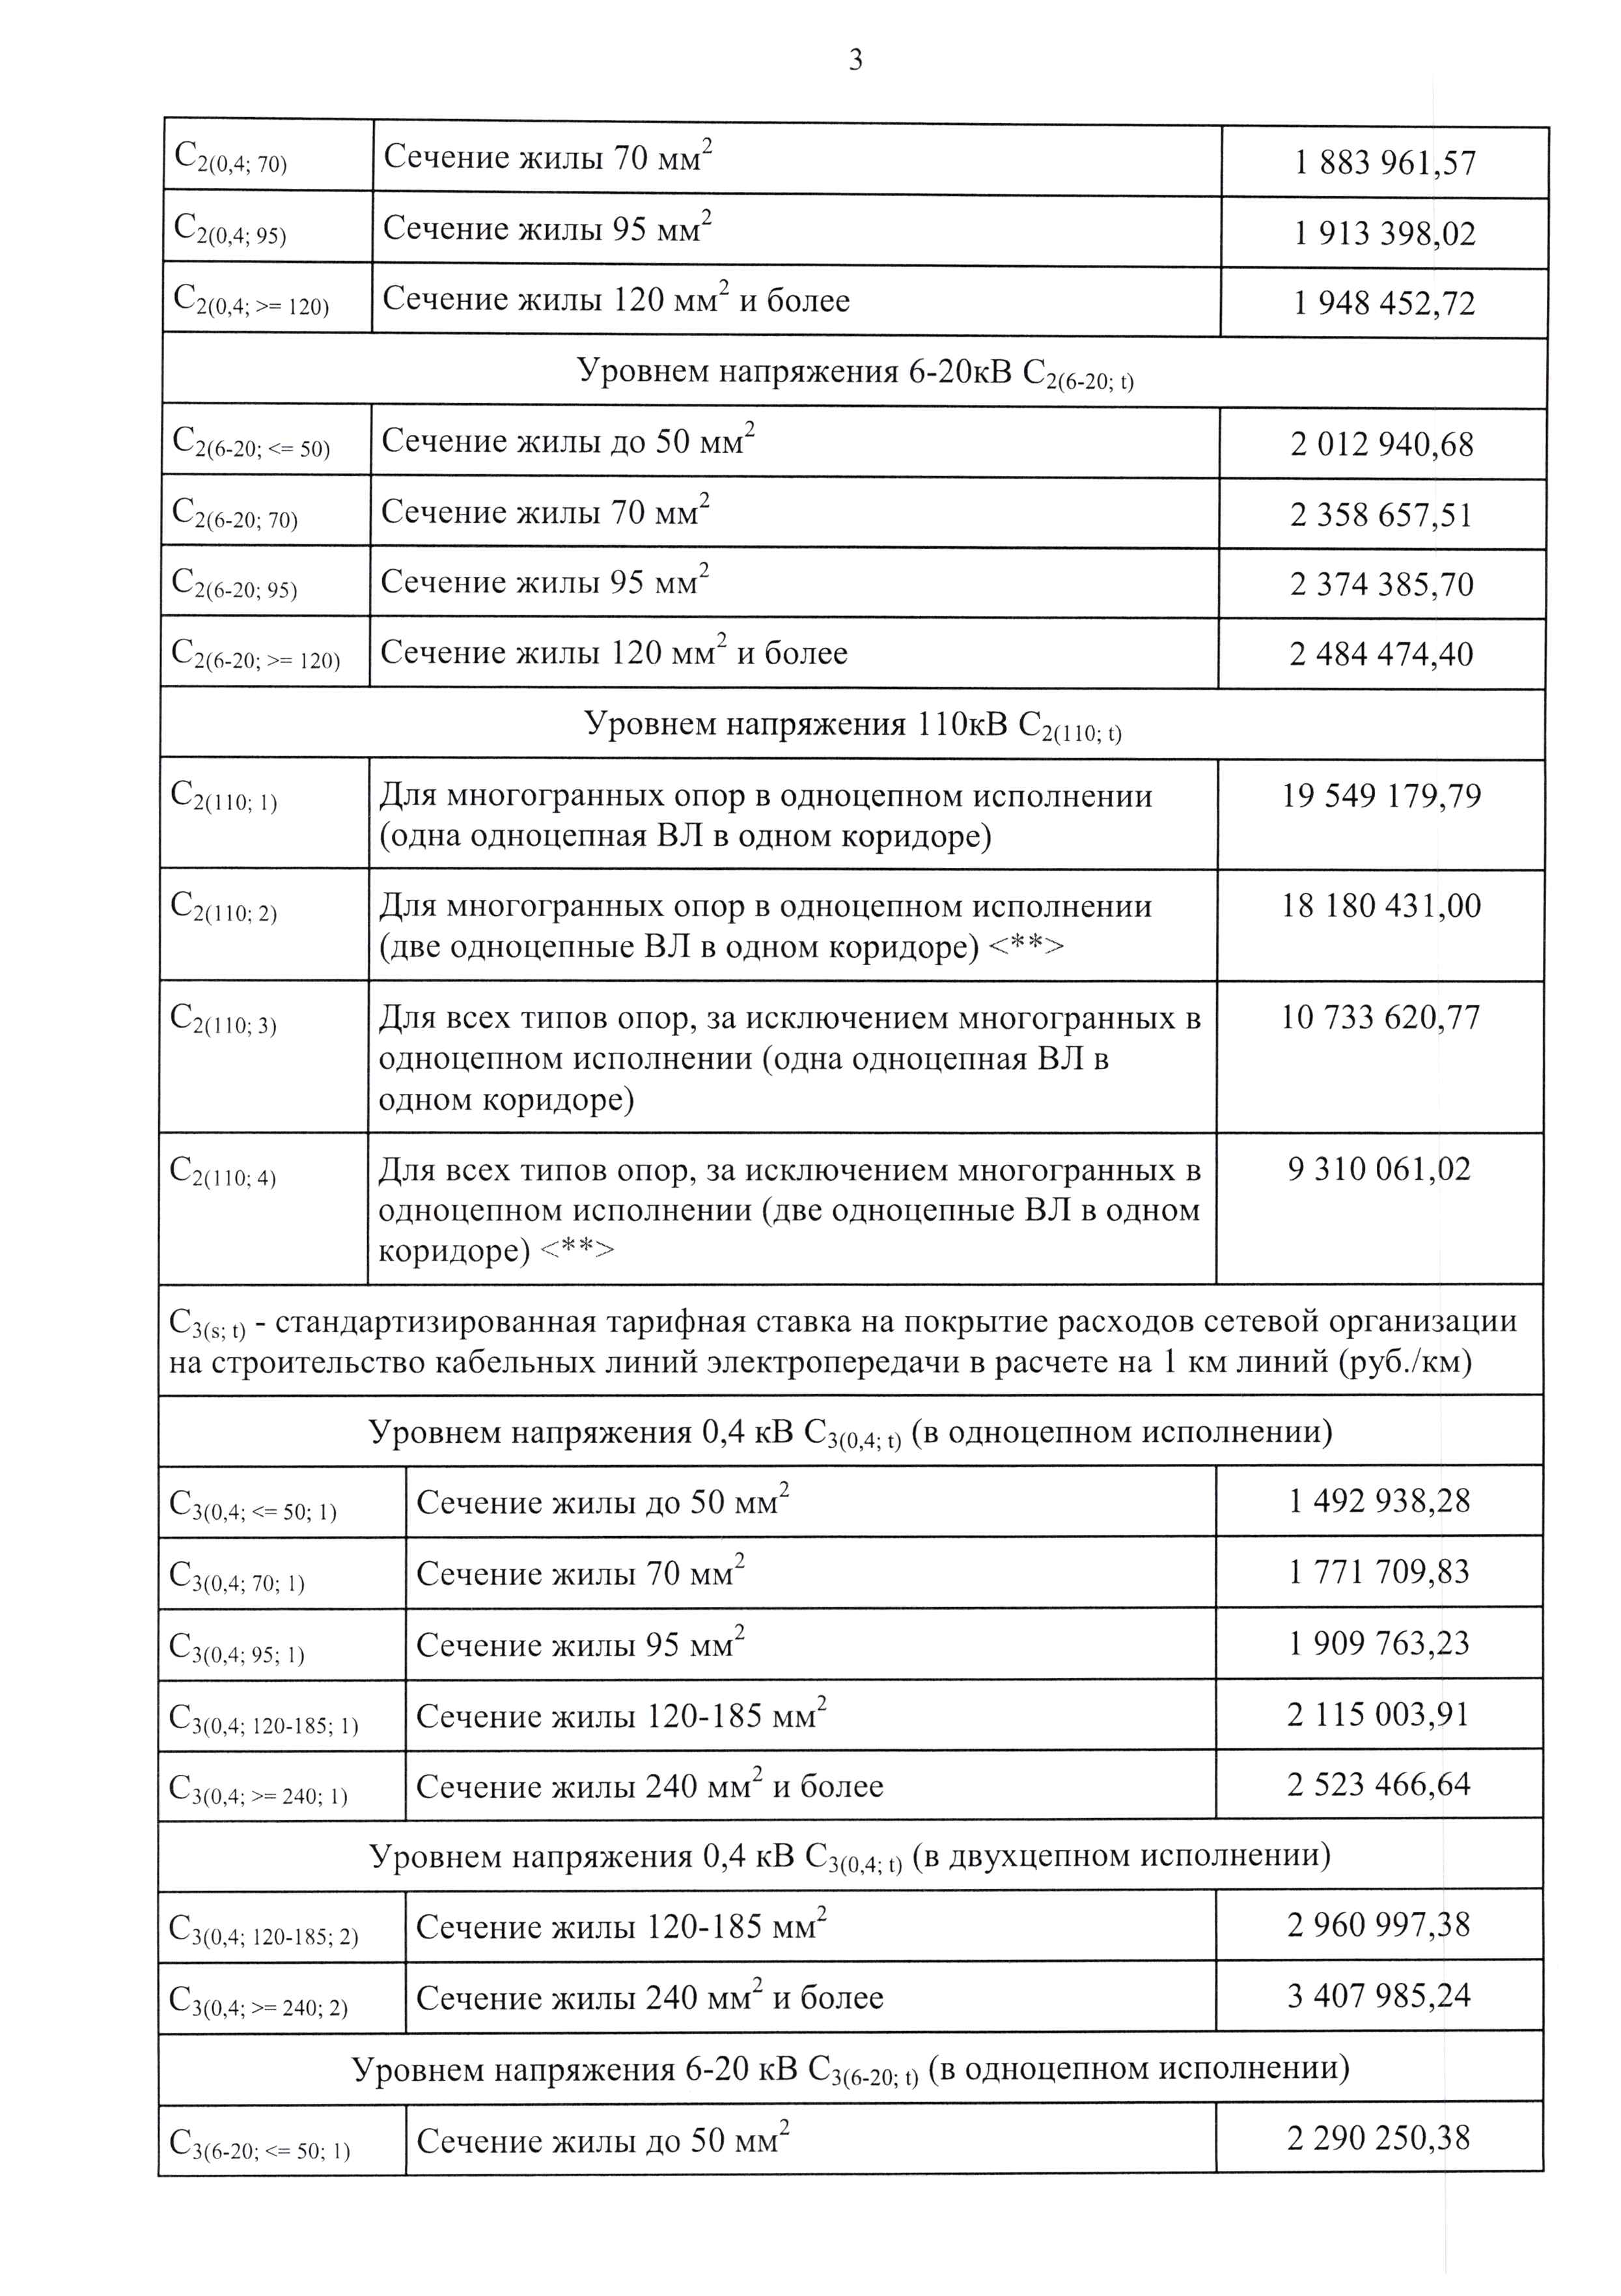 3
C2(0,4; 70) Сечение жилы 70 мм² 1 883 961,57
C2(0,4; 95) Сечение жилы 95 мм² 1 913 398,02
C2(0,4; >= 120) Сечение жилы 120 мм² и более 1 948 452,72
Уровнем напряжения 6-20кВ C2(6-20; t)
C2(6-20; <= 50) Сечение жилы до 50 мм² 2 012 940,68
C2(6-20; 70) Сечение жилы 70 мм² 2 358 657,51
C2(6-20; 95) Сечение жилы 95 мм² 2 374 385,70
C2(6-20; >= 120) Сечение жилы 120 мм² и более 2 484 474,40
Уровнем напряжения 110кВ C2(110; t)
C2(110; 1) Для многогранных опор в одноцепном исполнении 19 549 179,79
(одна одноцепная ВЛ в одном коридоре)
C2(110; 2) Для многогранных опор в одноцепном исполнении 18 180 431,00
(две одноцепные ВЛ в одном коридоре) <**>
C2(110; 3) Для всех типов опор, за исключением многогранных в 10 733 620,77
одноцепном исполнении (одна одноцепная ВЛ в
одном коридоре)
C2(110; 4) Для всех типов опор, за исключением многогранных в 9 310 061,02
одноцепном исполнении (две одноцепные ВЛ в одном
коридоре) <**>
C3(s; t) - стандартизированная тарифная ставка на покрытие расходов сетевой организации
на строительство кабельных линий электропередачи в расчете на 1 км линий (руб./км)
Уровнем напряжения 0,4 кВ C3(0,4; t) (в одноцепном исполнении)
C3(0,4; <= 50; 1) Сечение жилы до 50 мм² 1 492 938,28
C3(0,4; 70; 1) Сечение жилы 70 мм² 1 771 709,83
C3(0,4; 95; 1) Сечение жилы 95 мм² 1 909 763,23
C3(0,4; 120-185; 1) Сечение жилы 120-185 мм² 2 115 003,91
C3(0,4; >= 240; 1) Сечение жилы 240 мм² и более 2 523 466,64
Уровнем напряжения 0,4 кВ C3(0,4; t) (в двухцепном исполнении)
C3(0,4; 120-185; 2) Сечение жилы 120-185 мм² 2 960 997,38
C3(0,4; >= 240; 2) Сечение жилы 240 мм² и более 3 407 985,24
Уровнем напряжения 6-20 кВ C3(6-20; t) (в одноцепном исполнении)
C3(6-20; <= 50; 1) Сечение жилы до 50 мм² 2 290 250,38